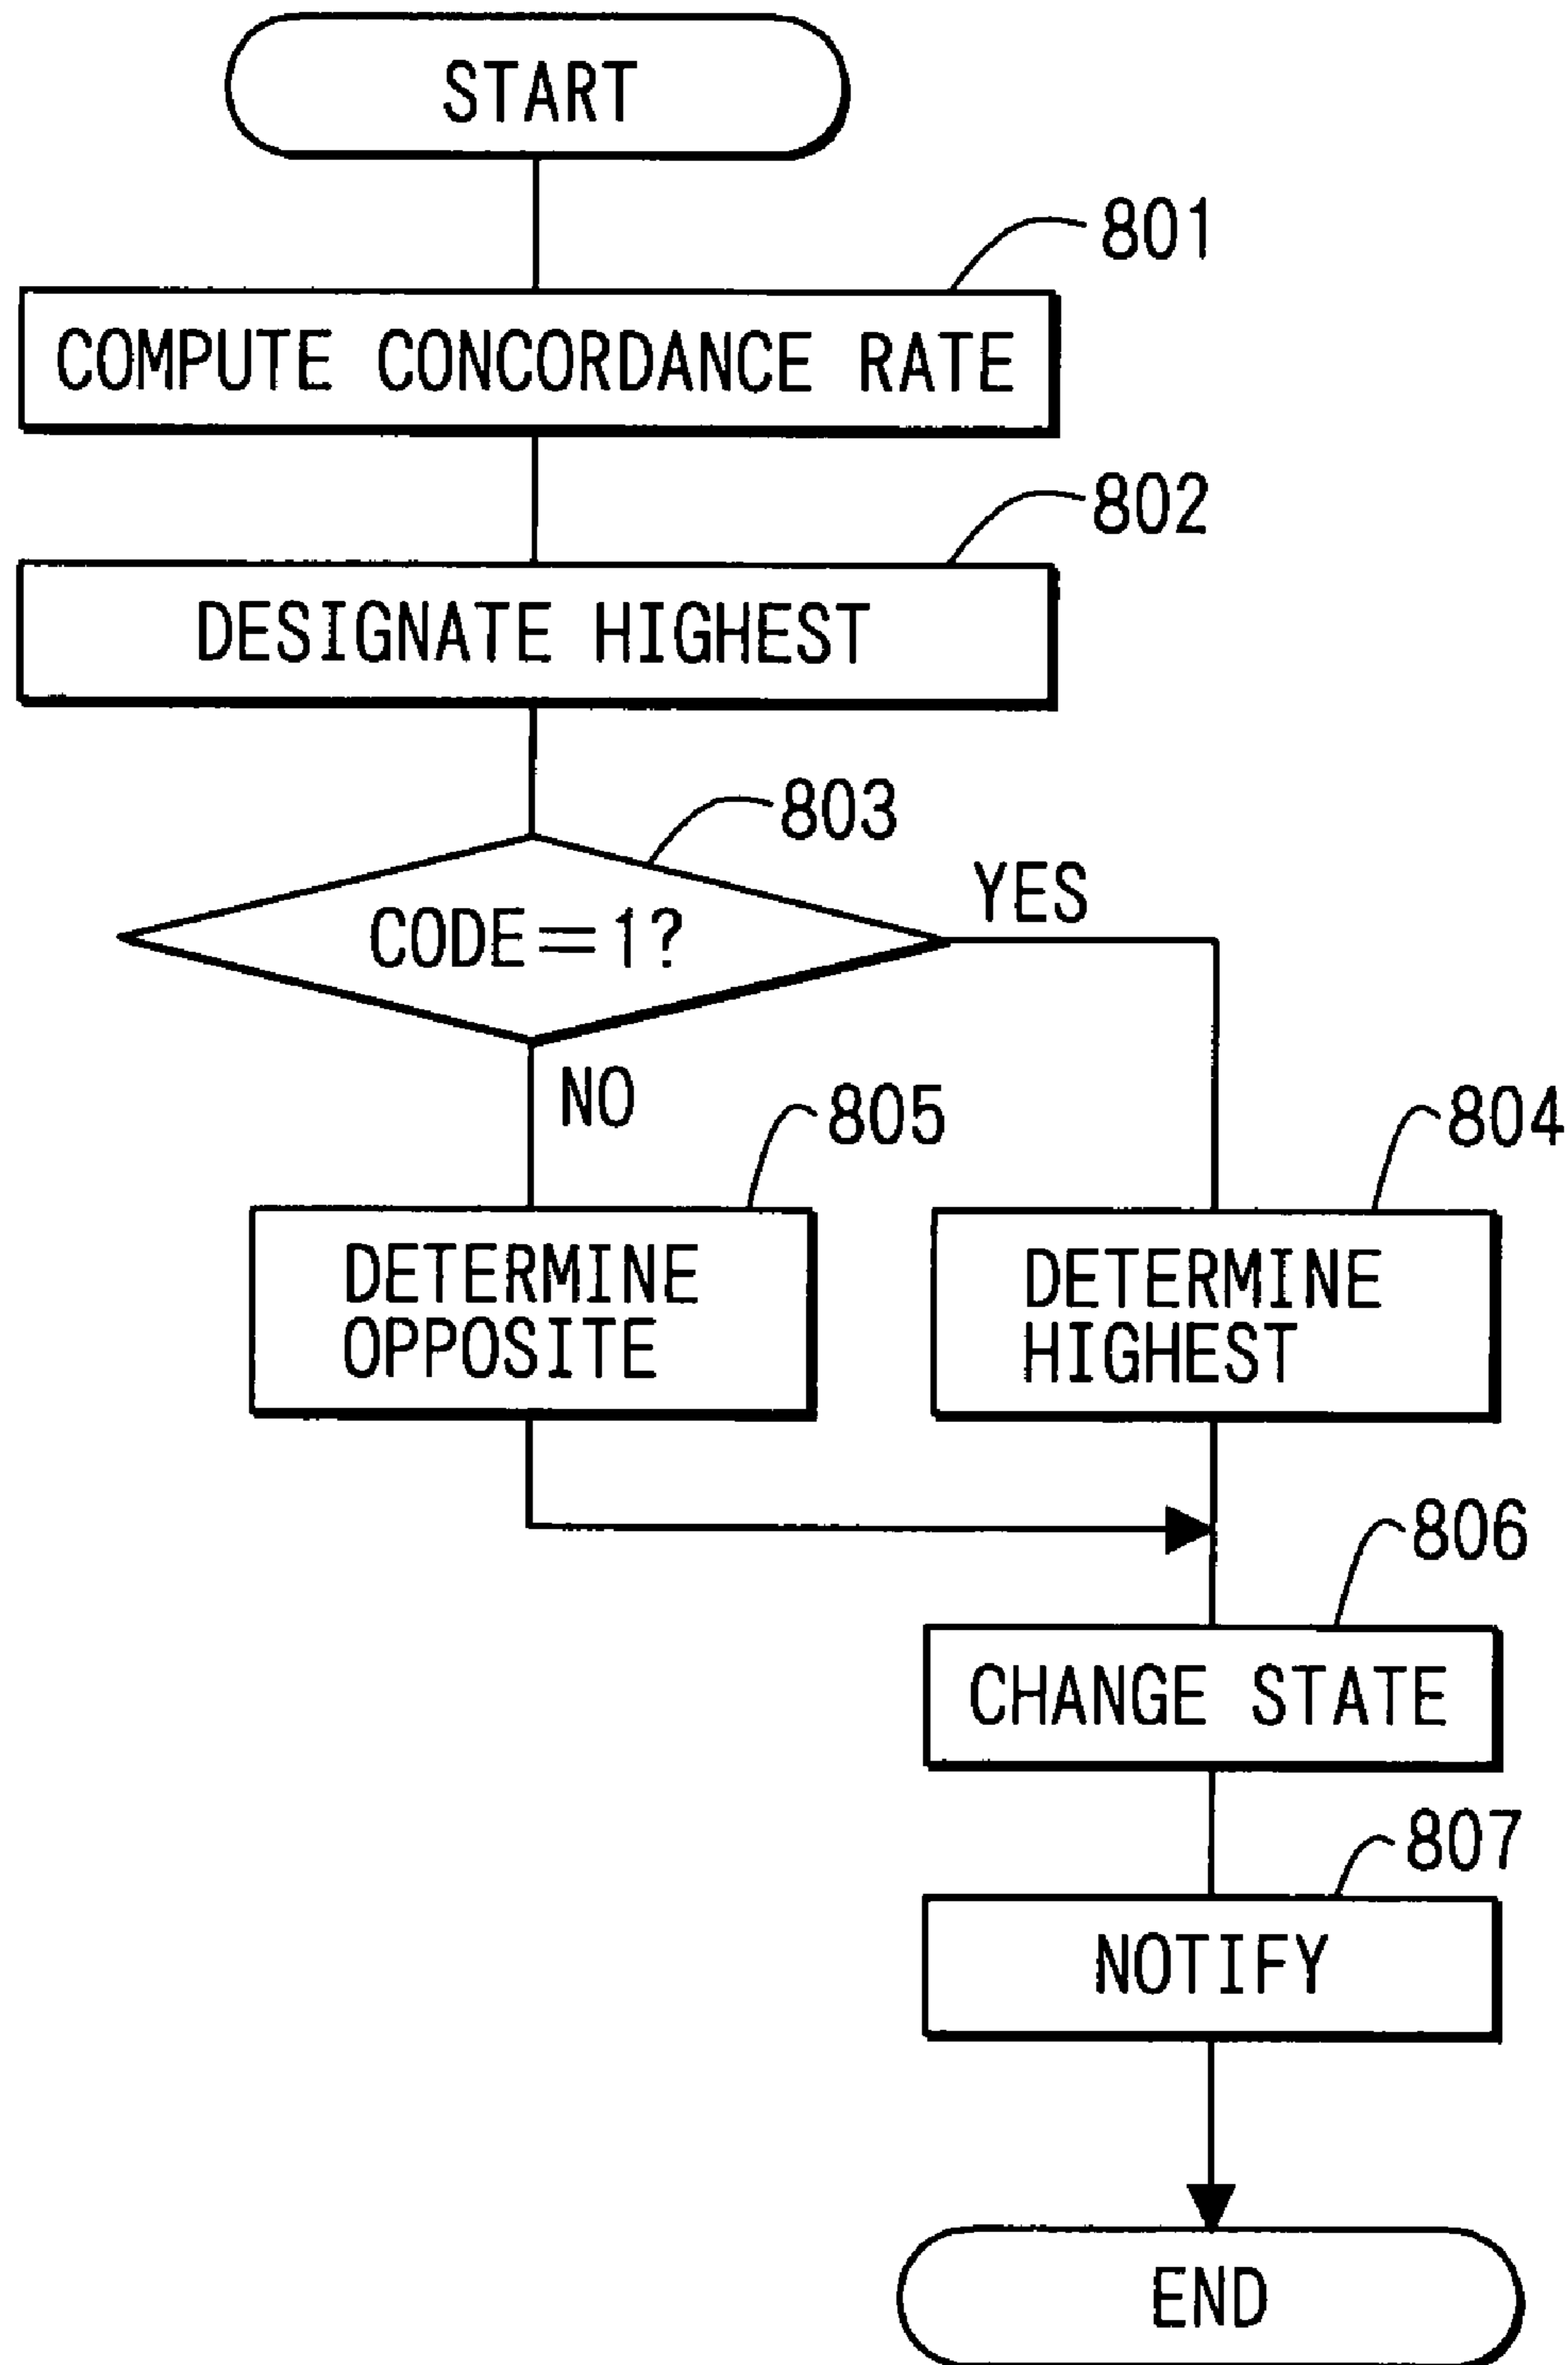 START
801
COMPUTE CONCORDANCE RATE
802
DESIGNATE HIGHEST
803
CODE=1?
YES
NO
805
804
DETERMINE
OPPOSITE
DETERMINE
HIGHEST
806
CHANGE STATE
807
NOTIFY
END